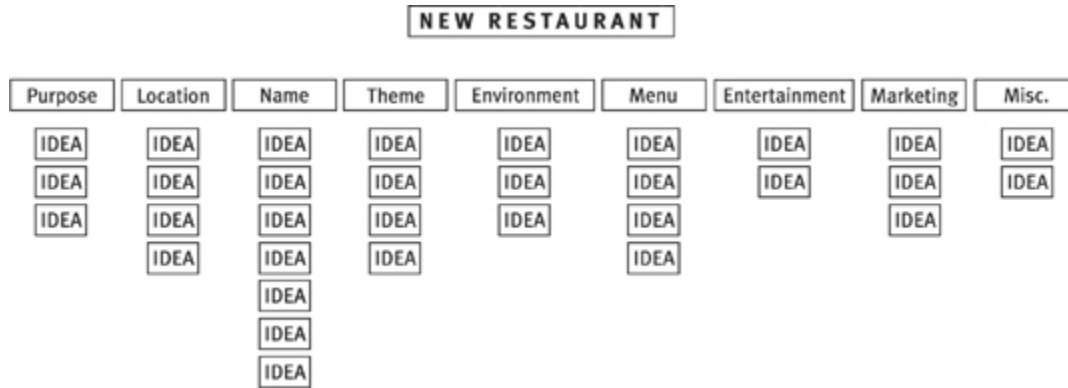 NEW RESTAURANT
Purpose Location Name Theme Environment Menu Entertainment Marketing Misc.
IDEA IDEA IDEA IDEA IDEA IDEA IDEA IDEA IDEA
IDEA IDEA IDEA IDEA IDEA IDEA IDEA IDEA IDEA
IDEA IDEA IDEA IDEA IDEA IDEA IDEA
IDEA IDEA IDEA IDEA
IDEA
IDEA
IDEA